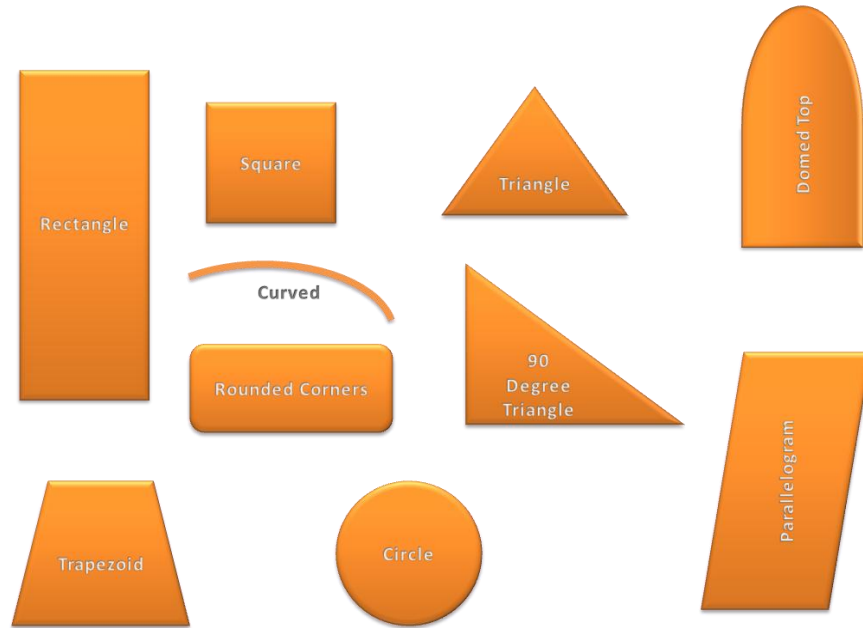 Rectangle
Square
Triangle
Domed Top
Curved
Rounded Corners
90
Degree
Triangle
Parallelogram
Trapezoid
Circle